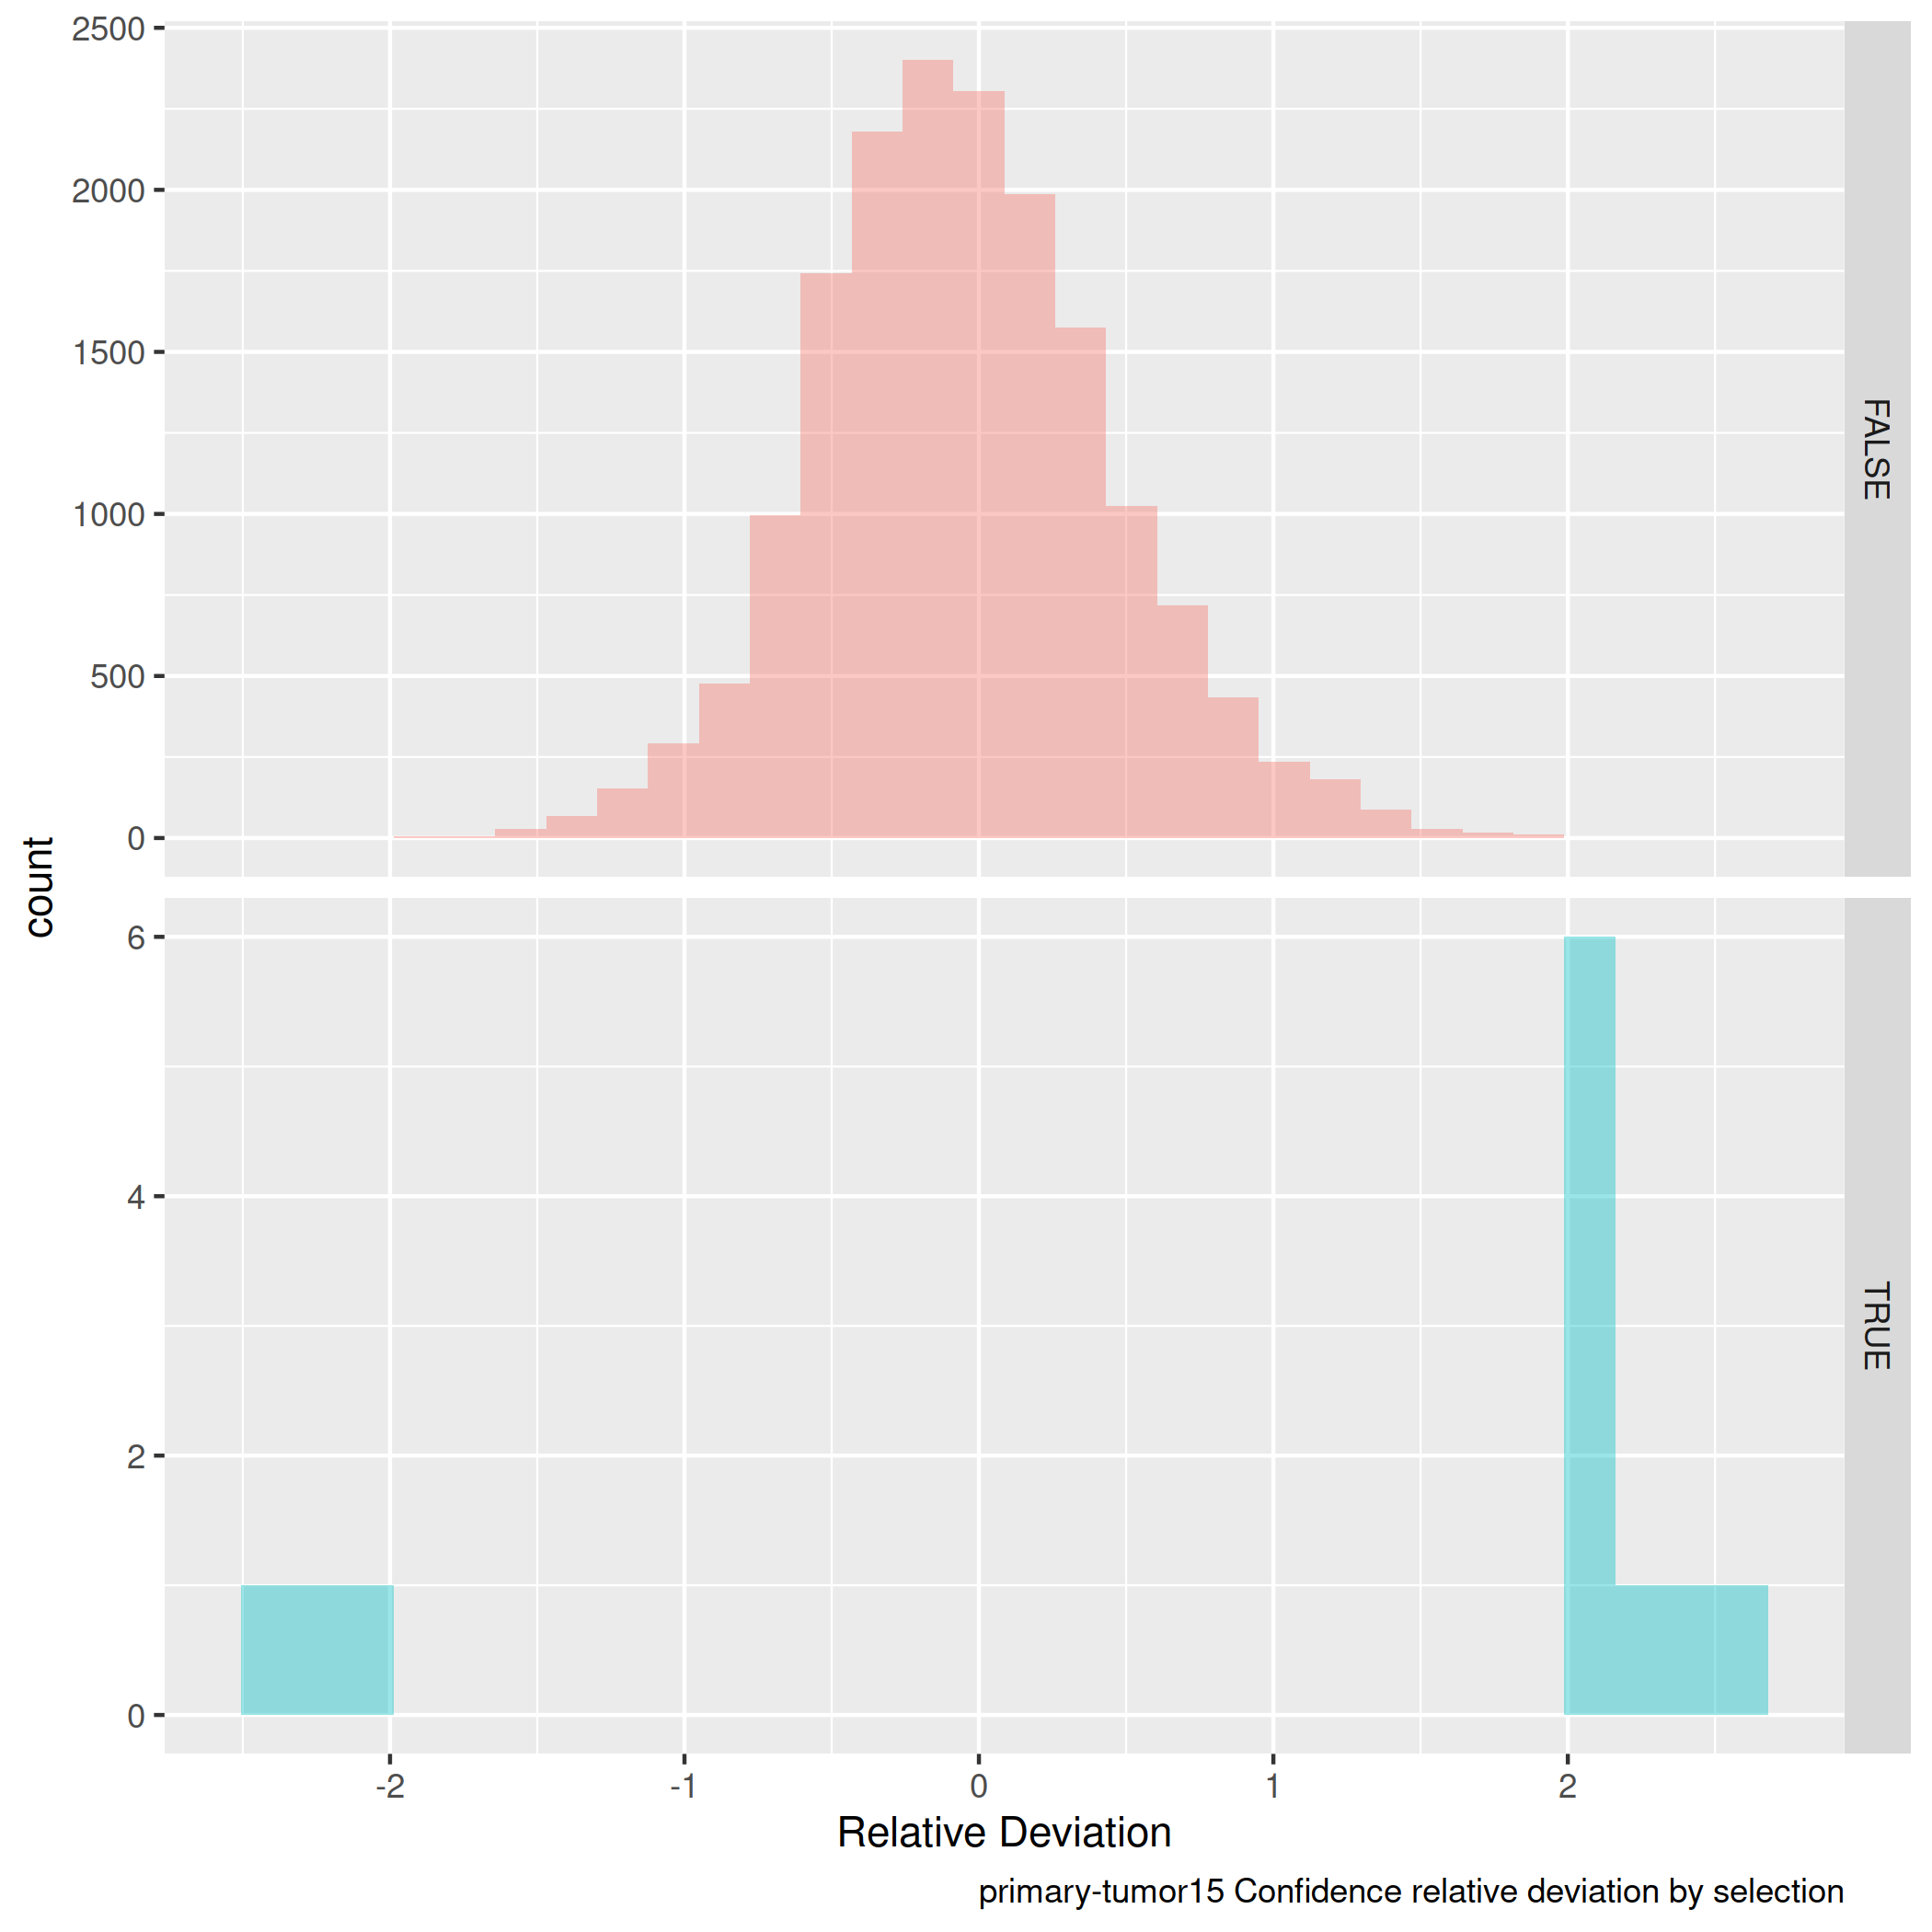 2500
2000
1500
1000
500
0
FALSE
count
6
4
2
0
TRUE
-2 -1 0 1 2
Relative Deviation
primary-tumor15 Confidence relative deviation by selection